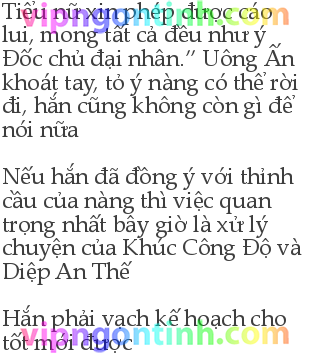 Tiểu nữ xin phép được cáo
lui, mong tất cả đều như ý
Đốc chủ đại nhân.” Uông Ấn
khoát tay, tỏ ý nàng có thể rời
đi, hắn cũng không còn gì để
nói nữa
Nếu hắn đã đồng ý với thỉnh
cầu của nàng thì việc quan
trọng nhất bây giờ là xử lý
chuyện của Khúc Công Độ và
Diệp An Thế
Hắn phải vạch kế hoạch cho
tốt mới được
vipngontinh.com
vipngontinh.com